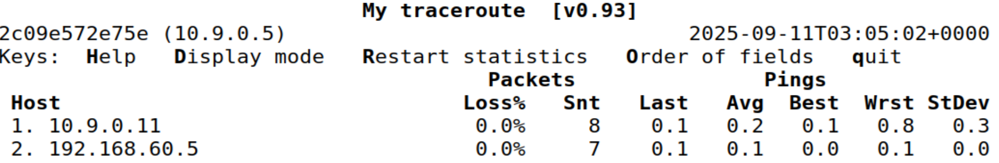 My traceroute  [v0.93]
2c09e572e75e (10.9.0.5)                                2025-09-11T03:05:02+0000
Keys:  Help   Display mode   Restart statistics   Order of fields   quit
                                       Packets               Pings
 Host                                Loss%   Snt   Last   Avg  Best  Wrst StDev
 1. 10.9.0.11                         0.0%     8    0.1   0.2   0.1   0.8   0.3
 2. 192.168.60.5                      0.0%     7    0.1   0.1   0.0   0.1   0.0